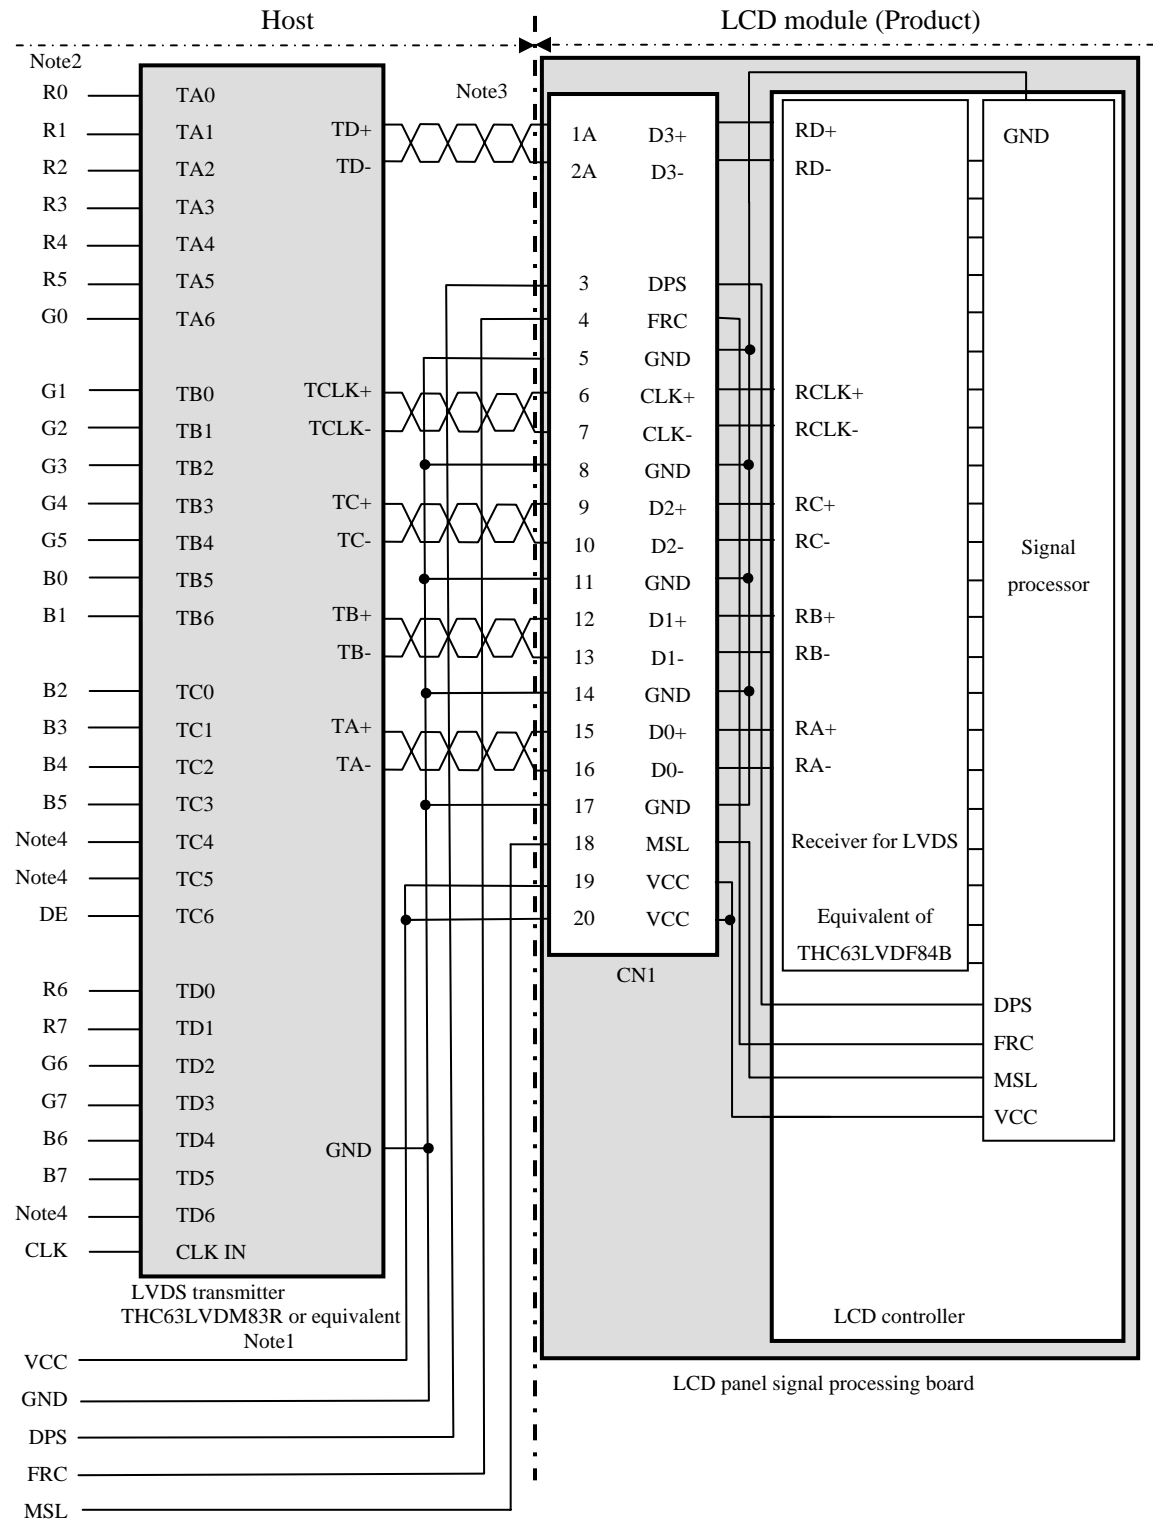 Host LCD module (Product)
Note2
R0 TA0 Note3
R1 TA1 TD+ 1A D3+ RD+ GND
R2 TA2 TD- 2A D3- RD-
R3 TA3
R4 TA4
R5 TA5 3 DPS
G0 TA6 4 FRC
5 GND
G1 TB0 TCLK+ 6 CLK+ RCLK+
G2 TB1 TCLK- 7 CLK- RCLK-
G3 TB2 8 GND
G4 TB3 TC+ 9 D2+ RC+
G5 TB4 TC- 10 D2- RC- Signal
B0 TB5 11 GND processor
B1 TB6 TB+ 12 D1+ RB+
TB- 13 D1- RB-
B2 TC0 14 GND
B3 TC1 TA+ 15 D0+ RA+
B4 TC2 TA- 16 D0- RA-
B5 TC3 17 GND
Note4 TC4 18 MSL Receiver for LVDS
Note4 TC5 19 VCC
DE TC6 20 VCC Equivalent of
THC63LVDF84B
CN1
R6 TD0 DPS
R7 TD1 FRC
G6 TD2 MSL
G7 TD3 VCC
B6 TD4 GND
B7 TD5
Note4 TD6
CLK CLK IN
LVDS transmitter
THC63LVDM83R or equivalent LCD controller
Note1
VCC
LCD panel signal processing board
GND
DPS
FRC
MSL